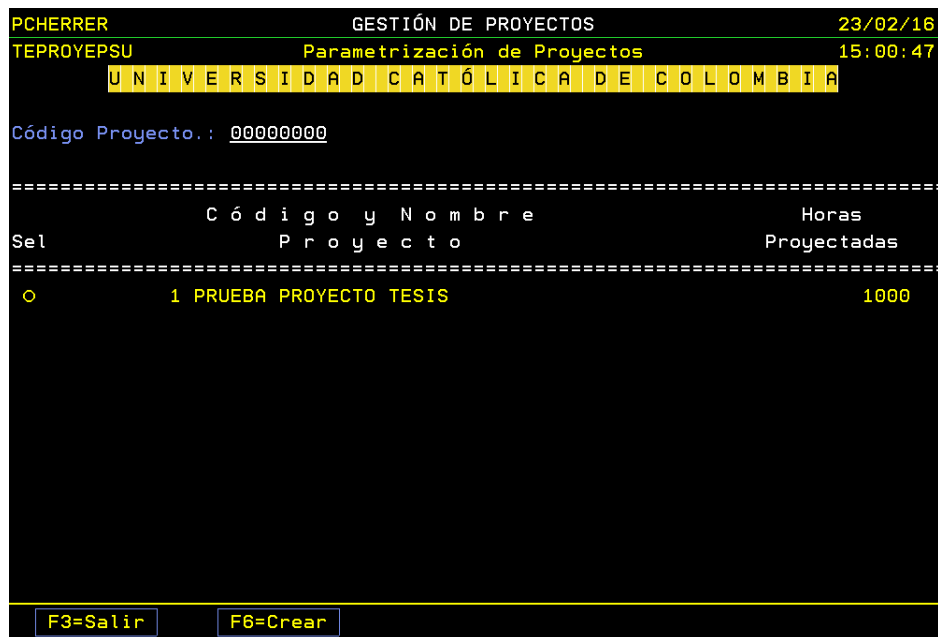 PCHERRER GESTIÓN DE PROYECTOS 23/02/16
TEPROYEPSU Parametrización de Proyectos 15:00:47
U N I V E R S I D A D C A T Ó L I C A D E C O L O M B I A
Código Proyecto.: 00000000
=============================================================================
C ó d i g o y N o m b r e Horas
Sel P r o y e c t o Proyectadas
=============================================================================
O 1 PRUEBA PROYECTO TESIS 1000
F3=Salir F6=Crear